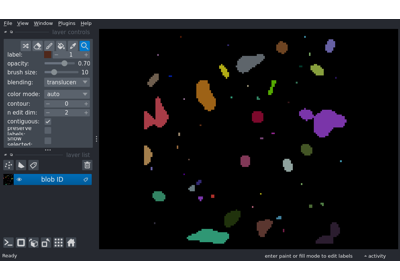 File View Window Plugins Help
layer controls
label: 1
opacity: 0.70
brush size: 10
blending: translucen
color mode: auto
contour: 0
n edit dim: 2
contiguous:
preserve labels:
show selected:
layer list
blob ID
Ready enter paint or fill mode to edit labels activity